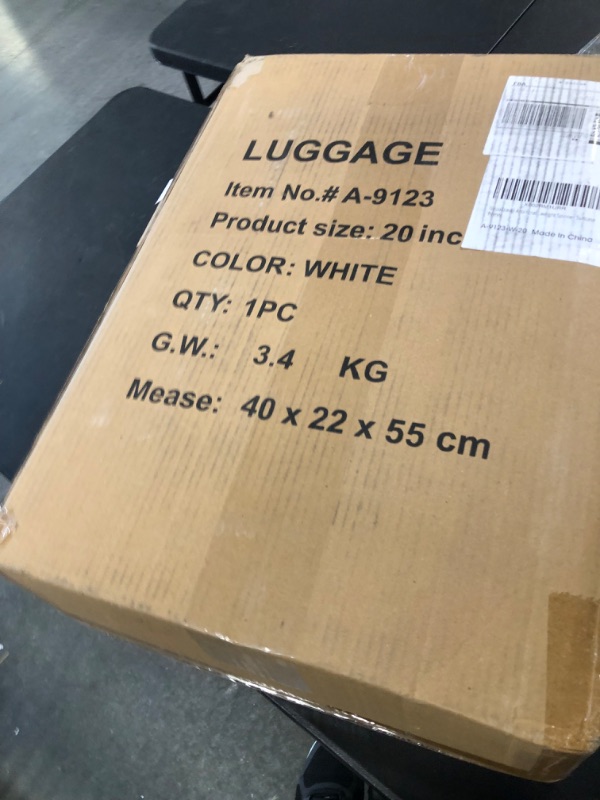 LUGGAGE
Item No.# A-9123
Product size: 20 inc
COLOR: WHITE
QTY: 1PC
G.W.: 3.4 KG
Mease: 40 x 22 x 55 cm
Made In China